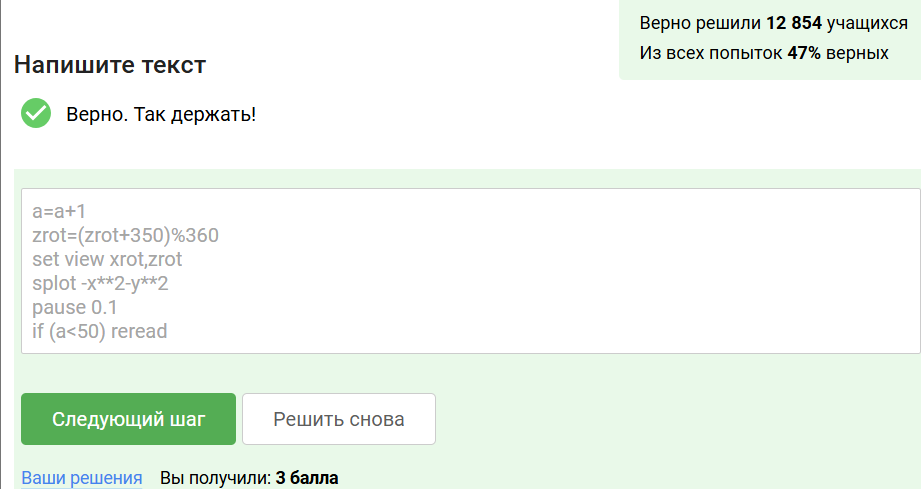 Верно решили 12 854 учащихся
Из всех попыток 47% верных
Напишите текст
Верно. Так держать!
a=a+1
zrot=(zrot+350)%360
set view xrot,zrot
splot -x**2-y**2
pause 0.1
if (a<50) reread
Следующий шаг
Решить снова
Ваши решения
Вы получили: 3 балла